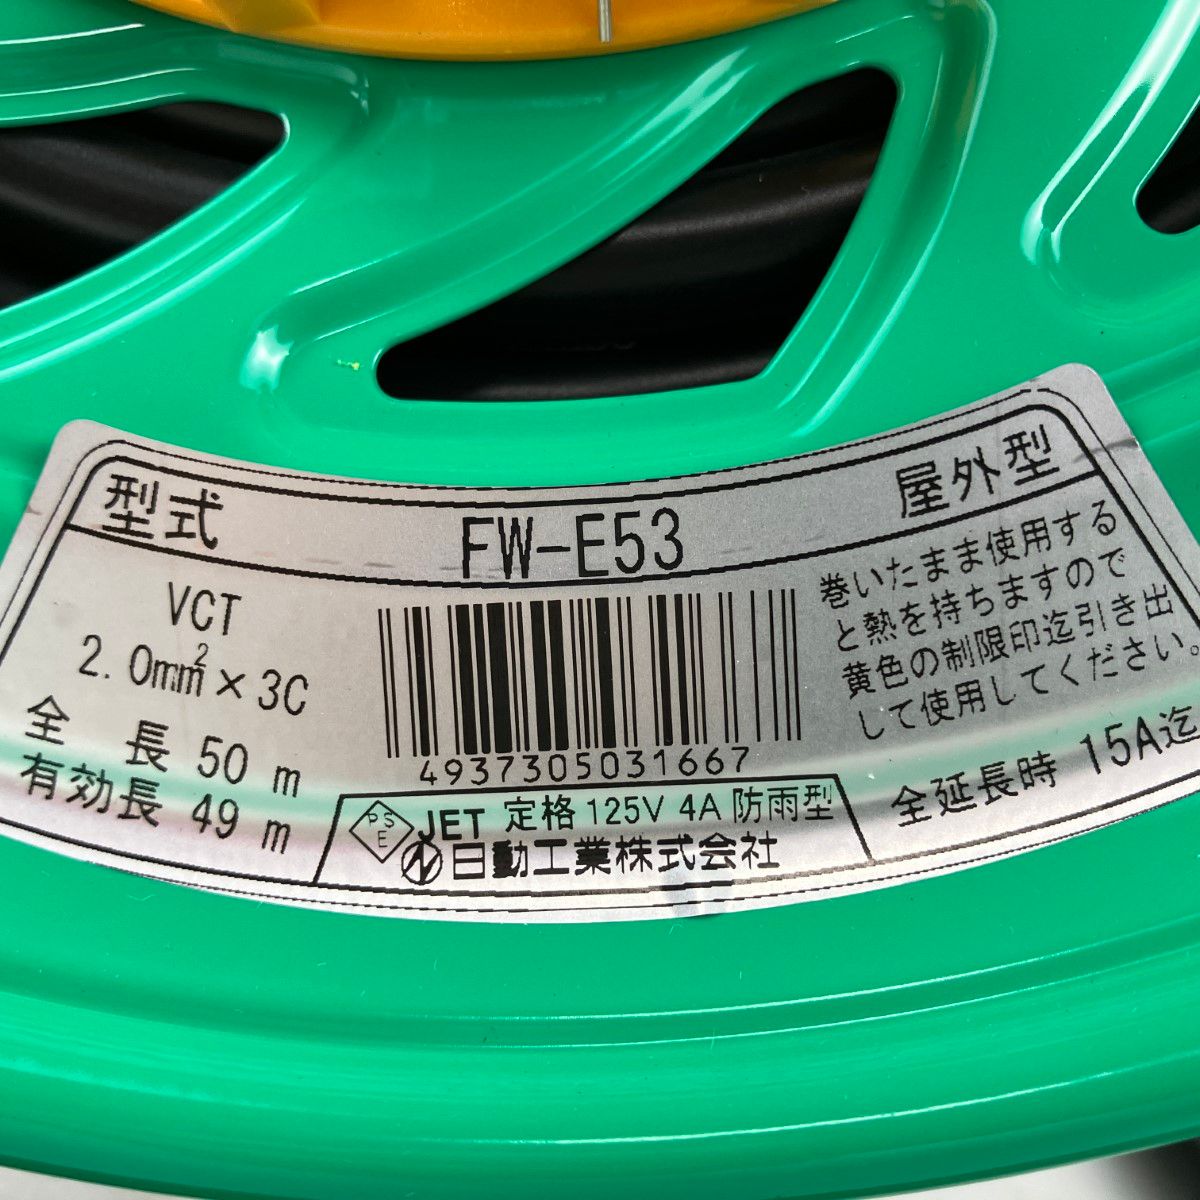 型式 FW-E53 屋外型
VCT
2.0mm²×3C
全 長 50 m
有効長 49 m
4937305031667
巻いたまま使用する
と熱を持ちますので
黄色の制限印迄引き出
して使用してください。
全延長時 15A迄
PSE JET 定格 125V 4A 防雨型
日動工業株式会社